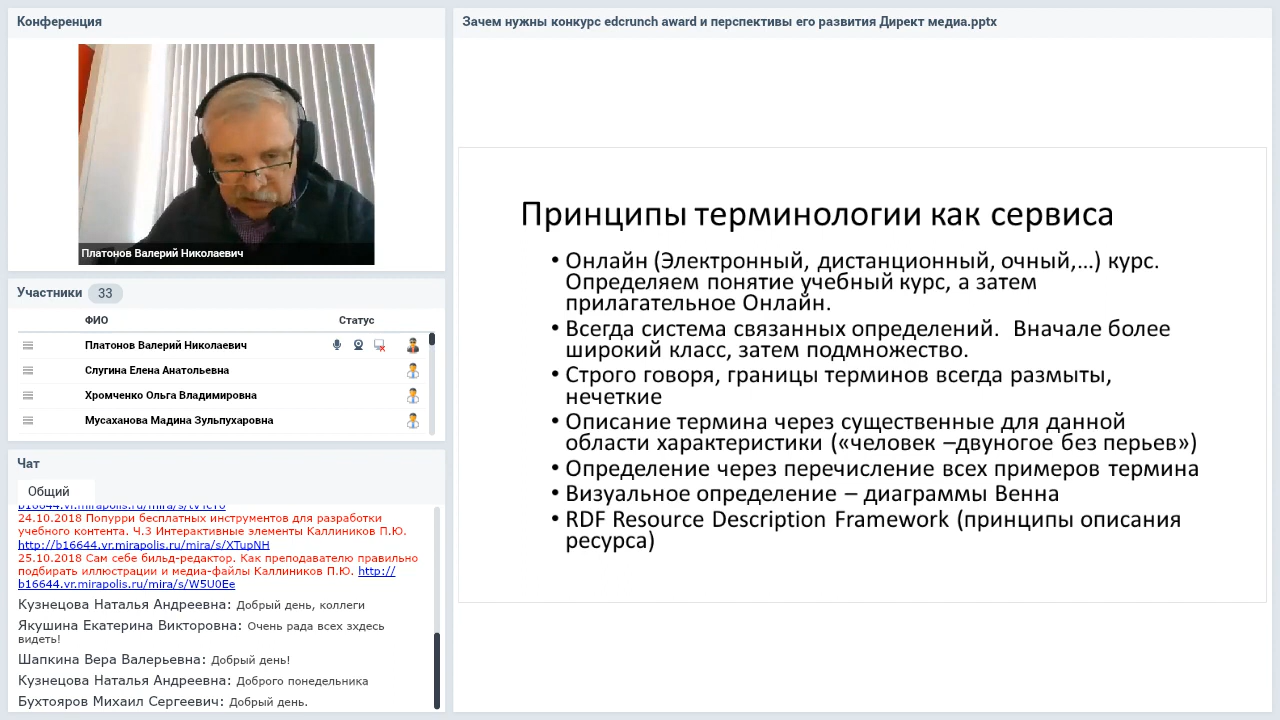 Конференция
Платонов Валерий Николаевич
Участники 33
ФИО Статус
Платонов Валерий Николаевич
Слугина Елена Анатольевна
Хромченко Ольга Владимировна
Мусаханова Мадина Зульпухаровна
Чат
Общий
24.10.2018 Попурри бесплатных инструментов для разработки
учебного контента. Ч.3 Интерактивные элементы Каллиников П.Ю.
http://b16644.vr.mirapolis.ru/mira/s/XTupNH
25.10.2018 Сам себе бильд-редактор. Как преподавателю правильно
подбирать иллюстрации и медиа-файлы Каллиников П.Ю. http://
b16644.vr.mirapolis.ru/mira/s/W5U0Ee
Кузнецова Наталья Андреевна: Добрый день, коллеги
Якушина Екатерина Викторовна: Очень рада всех зхдесь
видеть!
Шапкина Вера Валерьевна: Добрый день!
Кузнецова Наталья Андреевна: Доброго понедельника
Бухтояров Михаил Сергеевич: Добрый день.
Зачем нужны конкурс edcrunch award и перспективы его развития Директ медиа.pptx
Принципы терминологии как сервиса
• Онлайн (Электронный, дистанционный, очный,...) курс.
Определяем понятие учебный курс, а затем
прилагательное Онлайн.
• Всегда система связанных определений. Вначале более
широкий класс, затем подмножество.
• Строго говоря, границы терминов всегда размыты,
нечеткие
• Описание термина через существенные для данной
области характеристики («человек –двуногое без перьев»)
• Определение через перечисление всех примеров термина
• Визуальное определение – диаграммы Венна
• RDF Resource Description Framework (принципы описания
ресурса)